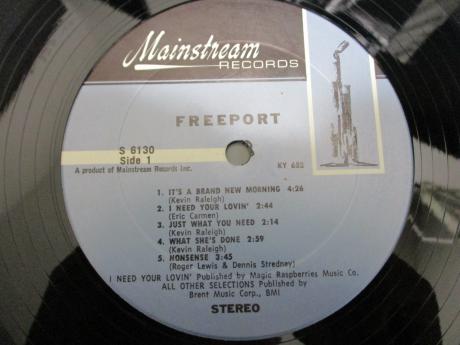 Mainstream
RECORDS
FREEPORT
S 6130
Side 1
A product of Mainstream Records Inc.
KY 682
1. IT'S A BRAND NEW MORNING 4:26
(Kevin Raleigh)
2. I NEED YOUR LOVIN' 2:44
(Eric Carmen)
3. JUST WHAT YOU NEED 2:14
(Kevin Raleigh)
4. WHAT SHE'S DONE 2:59
(Kevin Raleigh)
5. NONSENSE 3:45
(Roger Lewis & Dennis Stredney)
I NEED YOUR LOVIN' Published by Magic Raspberries Music Co.
ALL OTHER SELECTIONS Published by
Brent Music Corp., BMI
STEREO